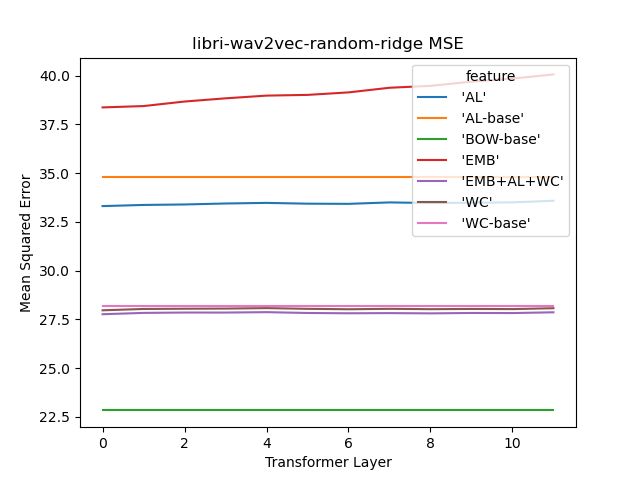 libri-wav2vec-random-ridge MSE
feature
'AL'
'AL-base'
'BOW-base'
'EMB'
'EMB+AL+WC'
'WC'
'WC-base'
Mean Squared Error
40.0
37.5
35.0
32.5
30.0
27.5
25.0
22.5
0 2 4 6 8 10
Transformer Layer